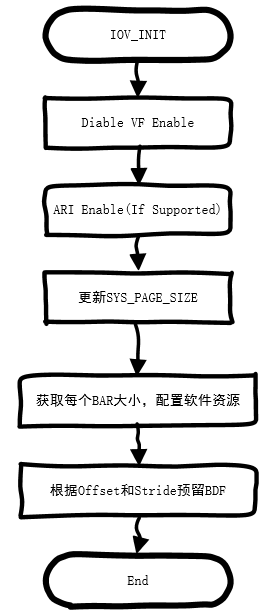 IOV_INIT
Diable VF Enable
ARI Enable(If Supported)
更新SYS_PAGE_SIZE
获取每个BAR大小，配置软件资源
根据Offset和Stride预留BDF
End